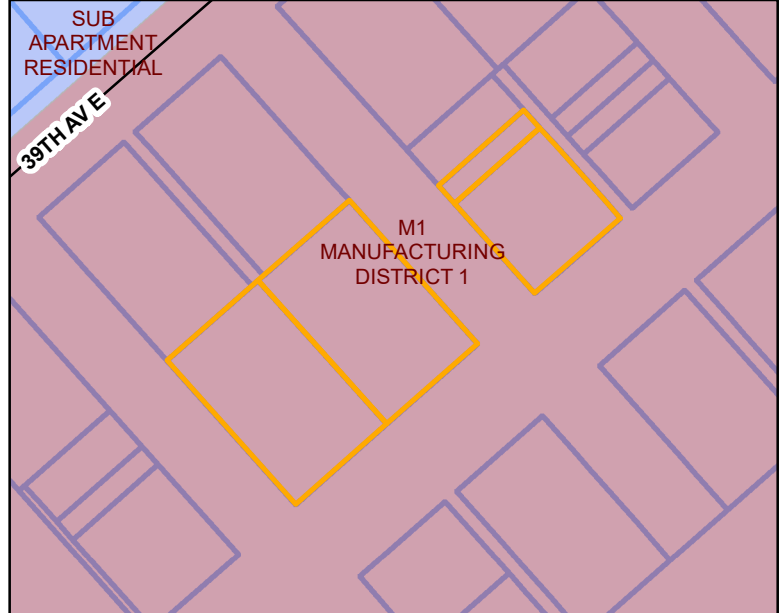 SUB
APARTMENT
RESIDENTIAL
39TH AV E
M1
MANUFACTURING
DISTRICT 1